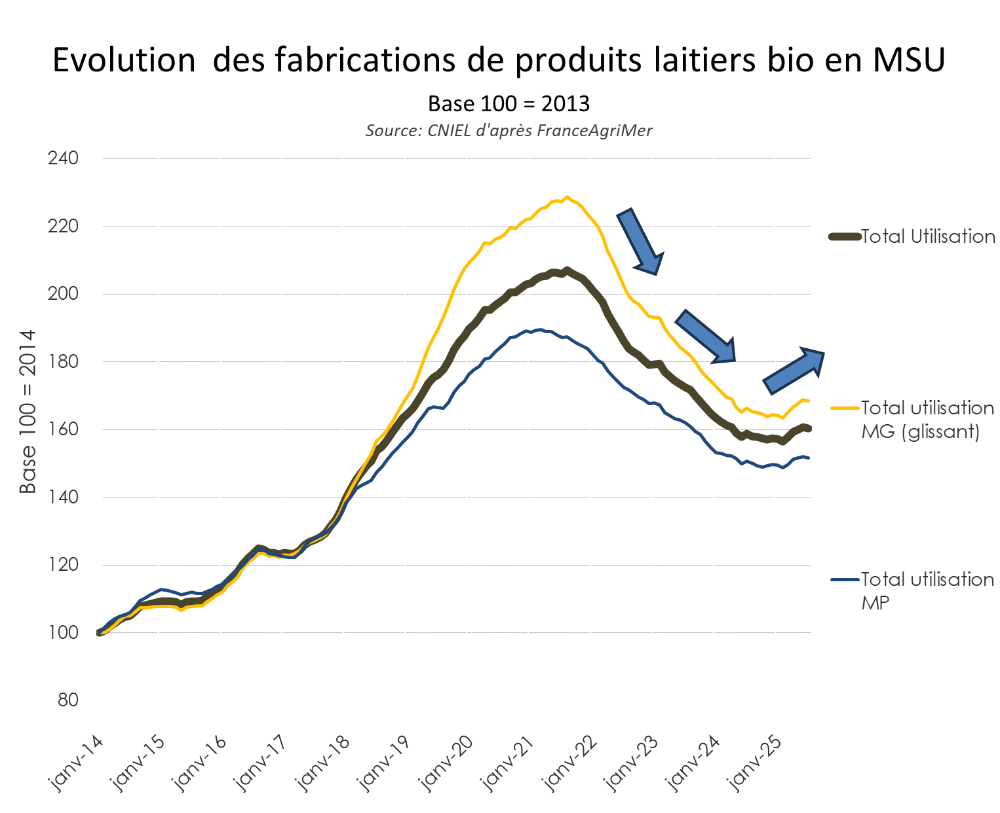 Evolution des fabrications de produits laitiers bio en MSU
Base 100 = 2013
Source: CNIEL d'après FranceAgriMer
240
220
200
180
160
140
120
100
80
Base 100 = 2014
janv-14
janv-15
janv-16
janv-17
janv-18
janv-19
janv-20
janv-21
janv-22
janv-23
janv-24
janv-25
Total Utilisation
Total utilisation
MG (glissant)
Total utilisation
MP